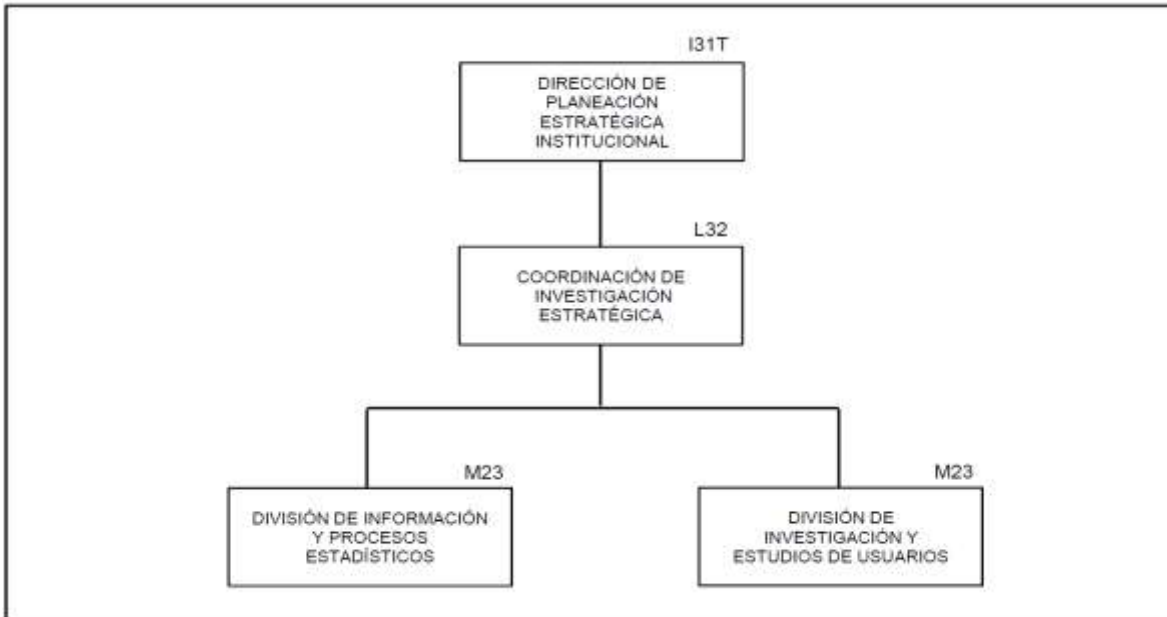 I31T
DIRECCIÓN DE
PLANEACIÓN
ESTRATÉGICA
INSTITUCIONAL
L32
COORDINACIÓN DE
INVESTIGACIÓN
ESTRATÉGICA
M23
DIVISIÓN DE INFORMACIÓN
Y PROCESOS
ESTADÍSTICOS
M23
DIVISIÓN DE
INVESTIGACIÓN Y
ESTUDIOS DE USUARIOS